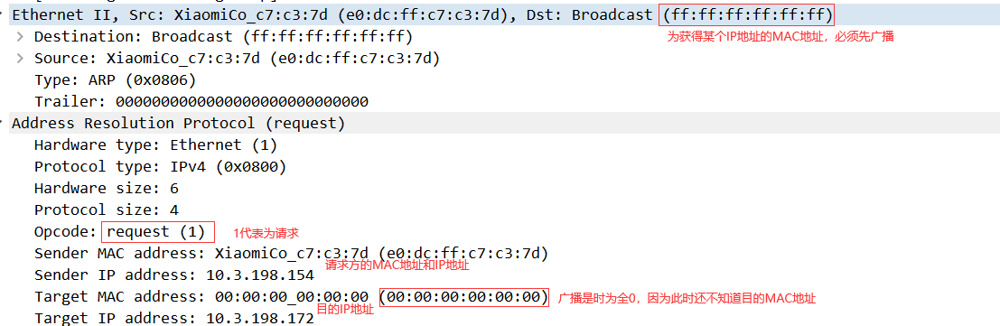 Ethernet II, Src: XiaomiCo_c7:c3:7d (e0:dc:ff:c7:c3:7d), Dst: Broadcast (ff:ff:ff:ff:ff:ff)
为获得某个IP地址的MAC地址，必须先广播
Destination: Broadcast (ff:ff:ff:ff:ff:ff)
Source: XiaomiCo_c7:c3:7d (e0:dc:ff:c7:c3:7d)
Type: ARP (0x0806)
Trailer: 0000000000000000000000000000
Address Resolution Protocol (request)
Hardware type: Ethernet (1)
Protocol type: IPv4 (0x0800)
Hardware size: 6
Protocol size: 4
Opcode: request (1) 1代表为请求
Sender MAC address: XiaomiCo_c7:c3:7d (e0:dc:ff:c7:c3:7d)
请求方的MAC地址和IP地址
Sender IP address: 10.3.198.154
Target MAC address: 00:00:00_00:00:00 (00:00:00:00:00:00) 广播是时为全0，因为此时还不知道目的MAC地址
目的IP地址
Target IP address: 10.3.198.172